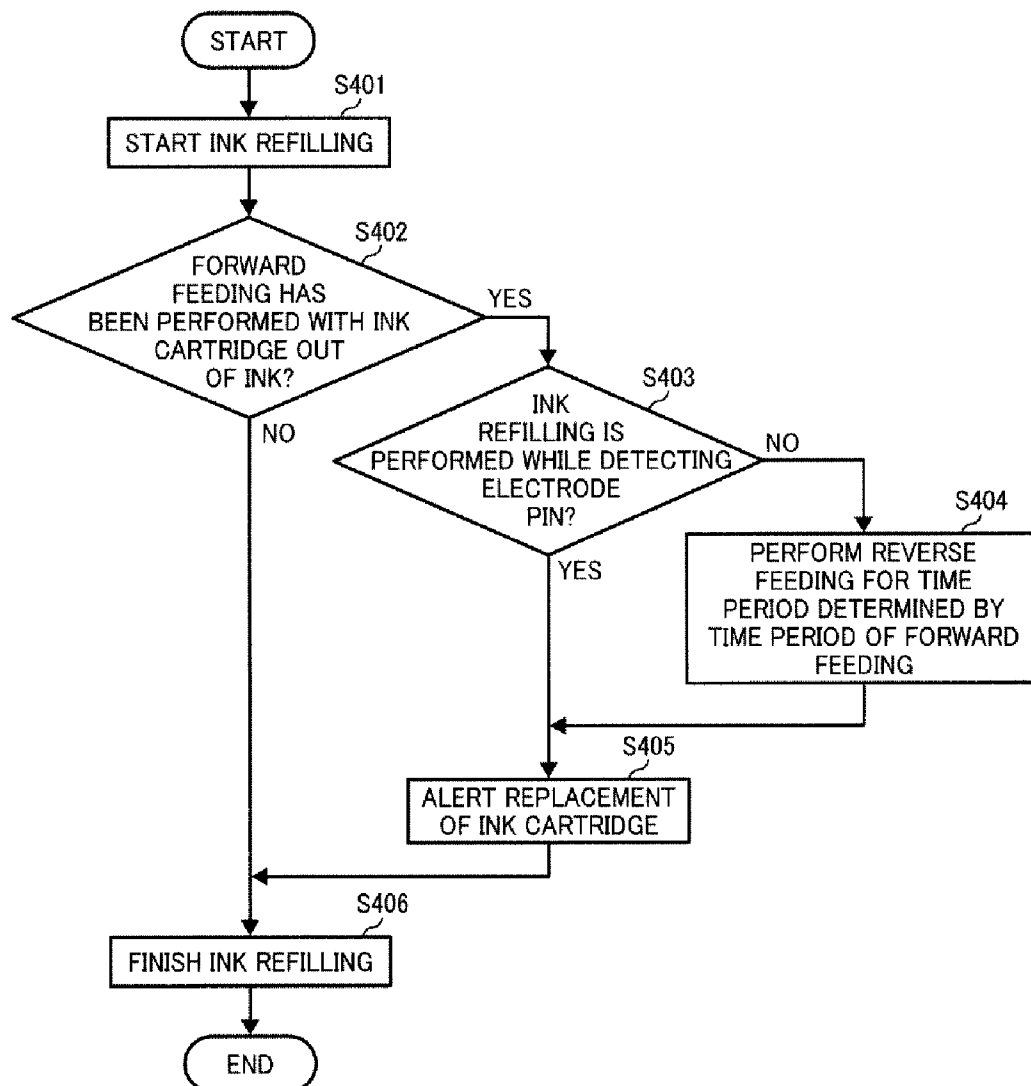 START
S401
START INK REFILLING
S402
FORWARD
FEEDING HAS
BEEN PERFORMED WITH INK
CARTRIDGE OUT
OF INK?
YES
NO
S403
INK
REFILLING IS
PERFORMED WHILE DETECTING
ELECTRODE
PIN?
NO
YES
S404
PERFORM REVERSE
FEEDING FOR TIME
PERIOD DETERMINED BY
TIME PERIOD OF FORWARD
FEEDING
S405
ALERT REPLACEMENT
OF INK CARTRIDGE
S406
FINISH INK REFILLING
END